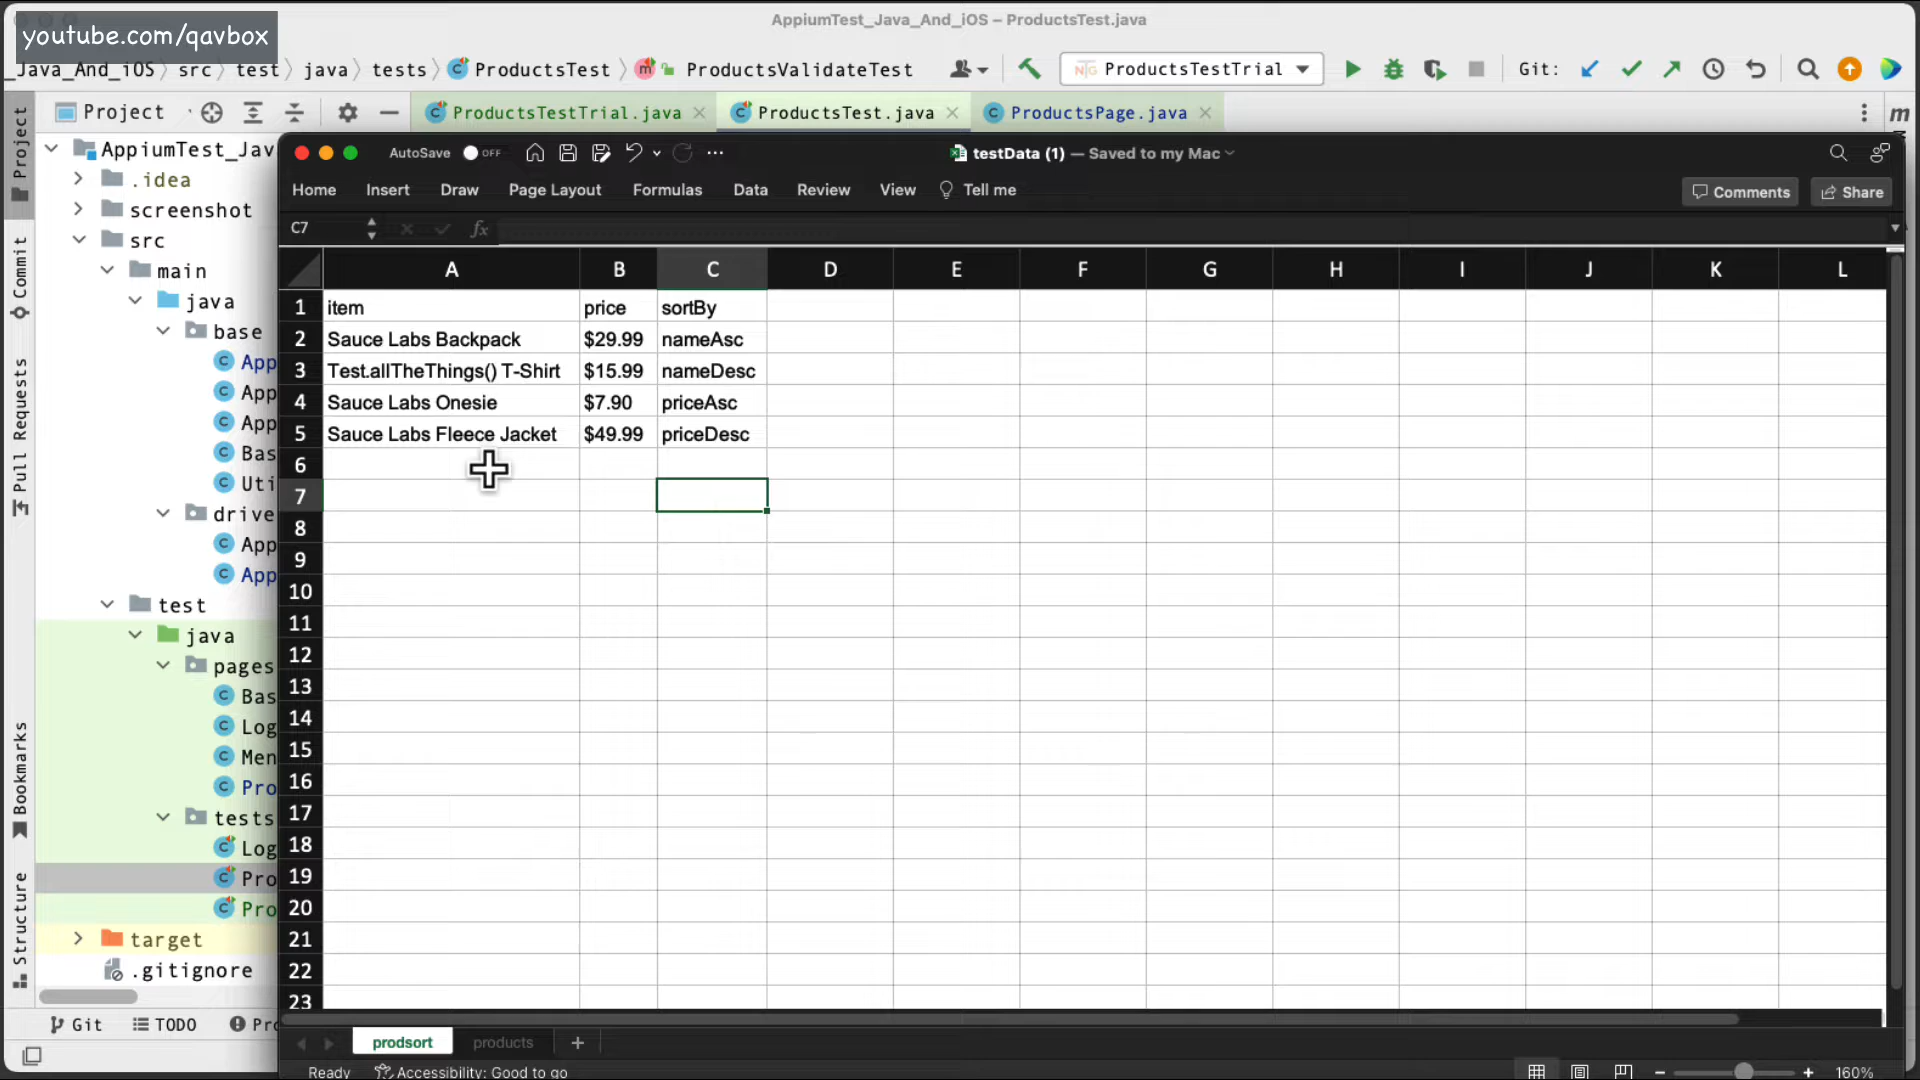 AppiumTest_Java_And_iOS – ProductsTest.java
youtube.com/qavbox
_Java_And_iOS › src › test › java › tests › ProductsTest › ProductsValidateTest
ProductsTestTrial
Git:
Project
ProductsTestTrial.java
ProductsTest.java
ProductsPage.java
m
Project
Commit
Pull Requests
Bookmarks
Structure
AppiumTest_Jav
.idea
screenshot
src
main
java
base
App
App
App
Bas
Uti
drive
App
App
test
java
pages
Bas
Log
Men
Pro
tests
Log
Pro
Pro
target
.gitignore
Git
TODO
Pro
AutoSave OFF
testData (1) — Saved to my Mac
Home Insert Draw Page Layout Formulas Data Review View Tell me
Comments Share
C7 fx
A B C D E F G H I J K L
1 item price sortBy
2 Sauce Labs Backpack $29.99 nameAsc
3 Test.allTheThings() T-Shirt $15.99 nameDesc
4 Sauce Labs Onesie $7.90 priceAsc
5 Sauce Labs Fleece Jacket $49.99 priceDesc
6
7
8
9
10
11
12
13
14
15
16
17
18
19
20
21
22
23
prodsort products +
Ready Accessibility: Good to go
160%